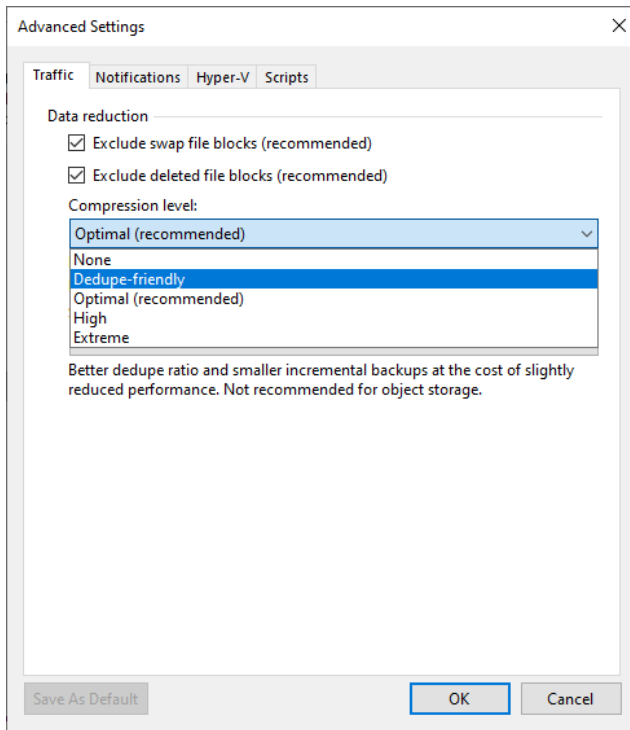 Advanced Settings
Traffic
Notifications
Hyper-V
Scripts
Data reduction
Exclude swap file blocks (recommended)
Exclude deleted file blocks (recommended)
Compression level:
Optimal (recommended)
None
Dedupe-friendly
Optimal (recommended)
High
Extreme
Better dedupe ratio and smaller incremental backups at the cost of slightly
reduced performance. Not recommended for object storage.
Save As Default
OK
Cancel